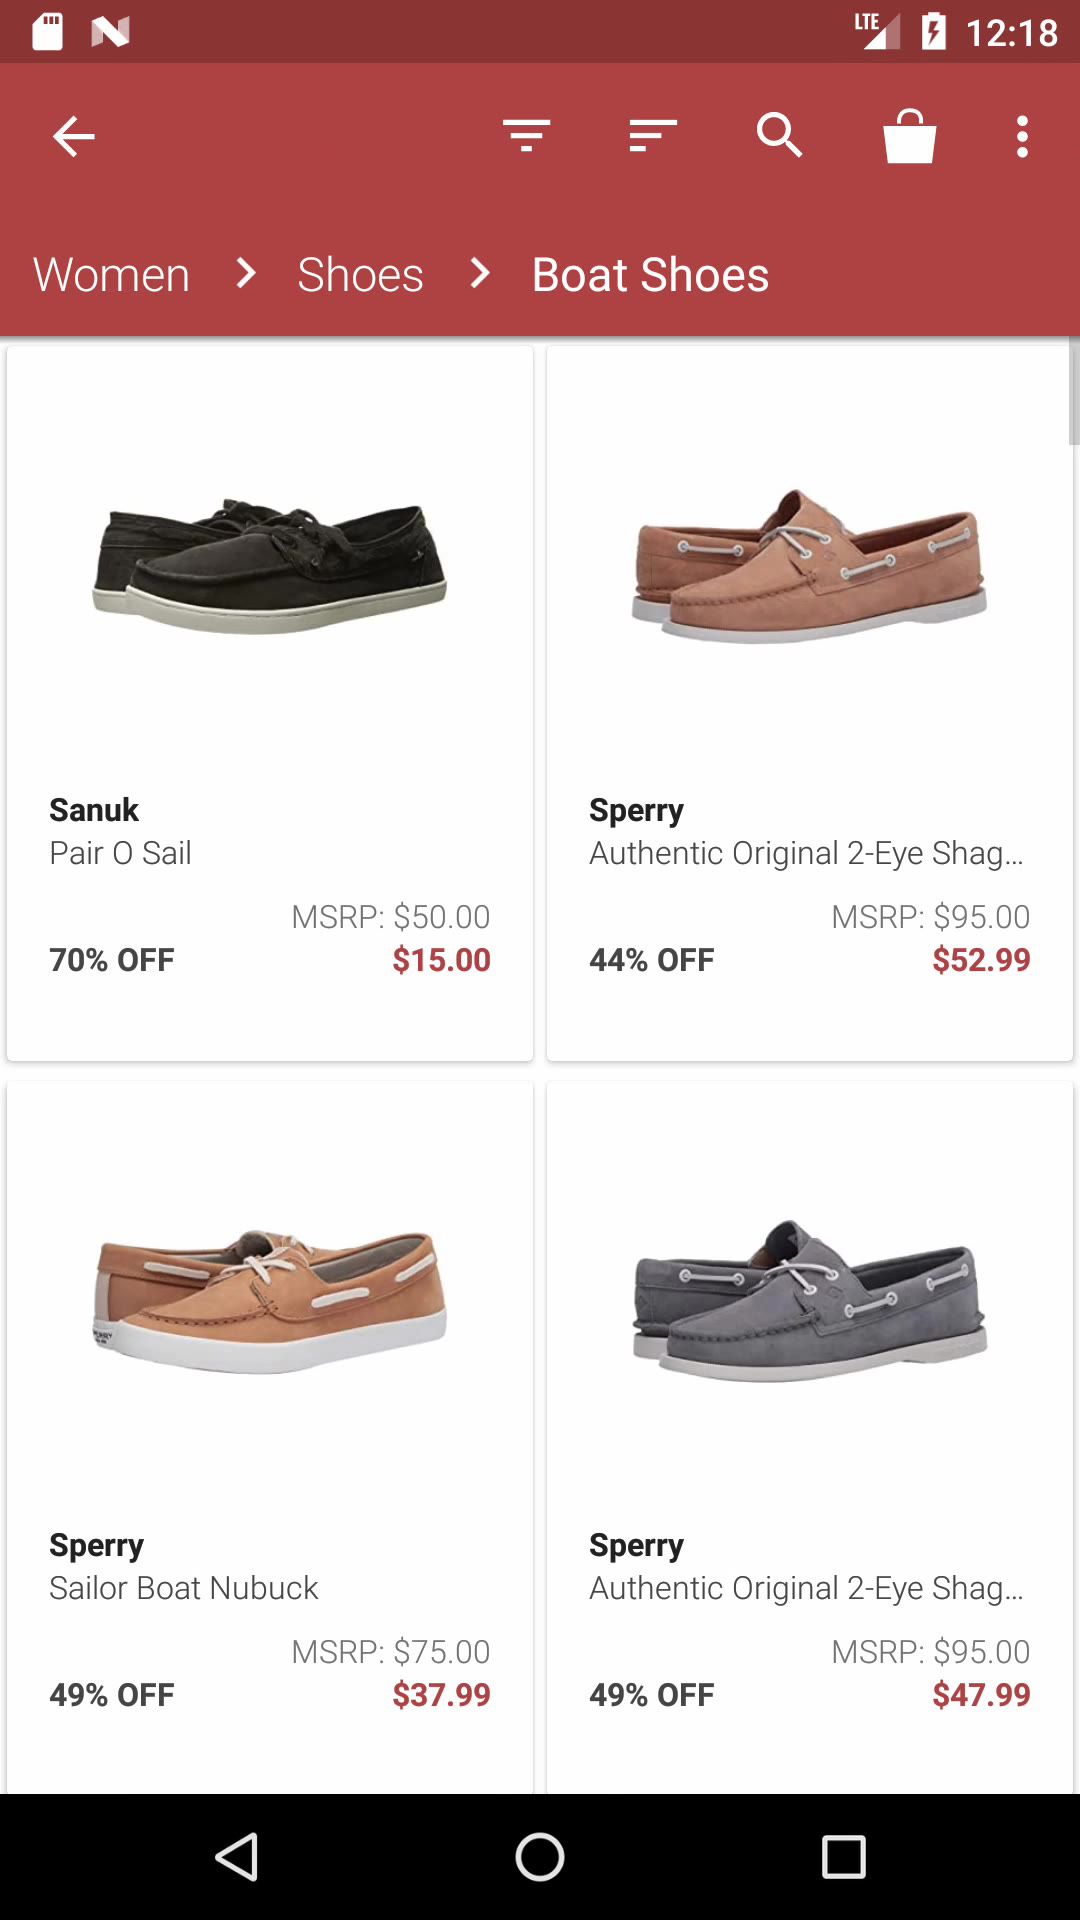 LTE 12:18
Women > Shoes > Boat Shoes
Sanuk
Pair O Sail
MSRP: $50.00
70% OFF $15.00
Sperry
Authentic Original 2-Eye Shag...
MSRP: $95.00
44% OFF $52.99
Sperry
Sailor Boat Nubuck
MSRP: $75.00
49% OFF $37.99
Sperry
Authentic Original 2-Eye Shag...
MSRP: $95.00
49% OFF $47.99